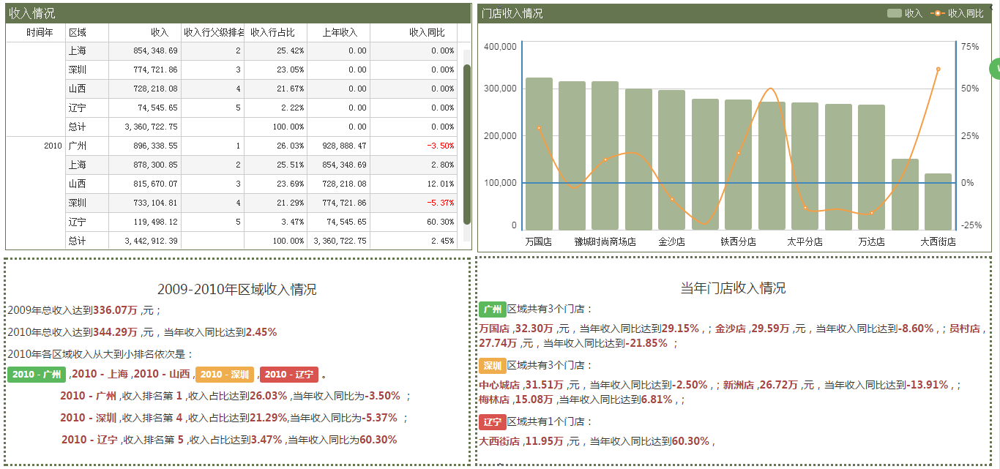 收入情况
时间年 区域 收入 收入行父级排名 收入行占比 上年收入 收入同比
上海 854,348.69 2 25.42% 0.00 0.00%
深圳 774,721.86 3 23.05% 0.00 0.00%
山西 728,218.08 4 21.67% 0.00 0.00%
辽宁 74,545.65 5 2.22% 0.00 0.00%
总计 3,360,722.75 100.00% 0.00 0.00%
2010 广州 896,338.55 1 26.03% 928,888.47 -3.50%
上海 878,300.85 2 25.51% 854,348.69 2.80%
山西 815,670.07 3 23.69% 728,218.08 12.01%
深圳 733,104.81 4 21.29% 774,721.86 -5.37%
辽宁 119,498.12 5 3.47% 74,545.65 60.30%
总计 3,442,912.39 100.00% 3,360,722.75 2.45%
门店收入情况
收入 收入同比
400,000 75%
300,000 50%
200,000 25%
100,000 0%
0 -25%
万国店 豫城时尚商场店 金沙店 铁西分店 太平分店 万达店 大西街店
2009-2010年区域收入情况
2009年总收入达到336.07万 ,元；
2010年总收入达到344.29万 ,元，当年收入同比达到2.45%
2010年各区域收入从大到小排名依次是：
2010 - 广州 ,2010 - 上海 ,2010 - 山西 ,2010 - 深圳 ,2010 - 辽宁 。
2010 - 广州 ,收入排名第 1 ,收入占比达到26.03% ,当年收入同比为-3.50% ；
2010 - 深圳 ,收入排名第 4 ,收入占比达到21.29%,当年收入同比为-5.37% ；
2010 - 辽宁 ,收入排名第 5 ,收入占比达到3.47% ,当年收入同比为60.30%
当年门店收入情况
广州 区域共有3个门店：
万国店 ,32.30万 ,元，当年收入同比达到29.15% ,；金沙店 ,29.59万 ,元，当年收入同比达到-8.60% ,；员村店 ,
27.74万 ,元，当年收入同比达到-21.85% ；
深圳 区域共有3个门店：
中心城店 ,31.51万 ,元，当年收入同比达到-2.50% ,；新洲店 ,26.72万 ,元，当年收入同比达到-13.91% ,；
梅林店 ,15.08万 ,当年收入同比达到6.81% ,；
辽宁 区域共有1个门店：
大西街店 ,11.95万 ,元，当年收入同比达到60.30% ,